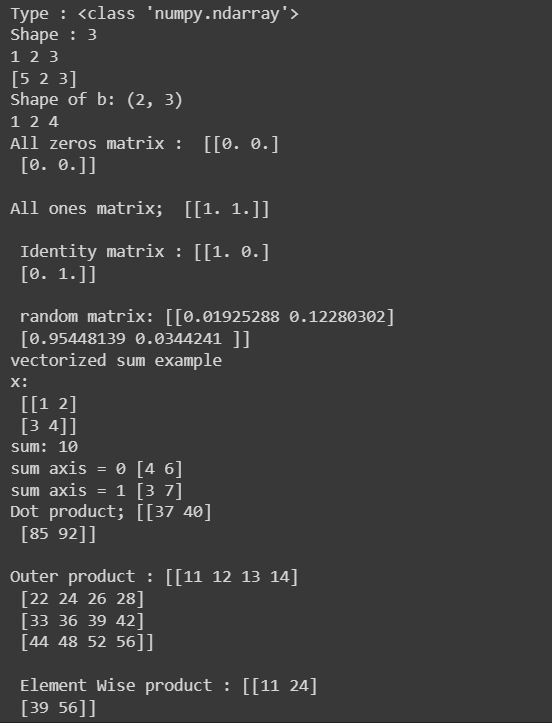 Type : <class 'numpy.ndarray'>
Shape : 3
1 2 3
[5 2 3]
Shape of b: (2, 3)
1 2 4
All zeros matrix :  [[0. 0.]
 [0. 0.]]

All ones matrix;  [[1. 1.]]

 Identity matrix : [[1. 0.]
 [0. 1.]]

 random matrix: [[0.01925288 0.12280302]
 [0.95448139 0.0344241 ]]
vectorized sum example
x:
 [[1 2]
 [3 4]]
sum: 10
sum axis = 0 [4 6]
sum axis = 1 [3 7]
Dot product; [[37 40]
 [85 92]]

Outer product : [[11 12 13 14]
 [22 24 26 28]
 [33 36 39 42]
 [44 48 52 56]]

 Element Wise product : [[11 24]
 [39 56]]